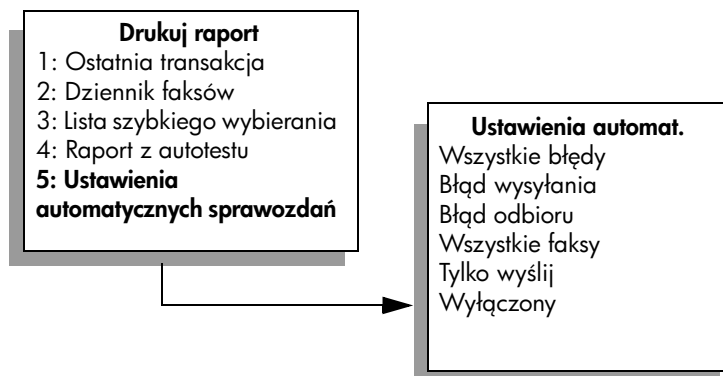 Drukuj raport
1: Ostatnia transakcja
2: Dziennik faksów
3: Lista szybkiego wybierania
4: Raport z autotestu
5: Ustawienia
automatycznych sprawozdań
Ustawienia automat.
Wszystkie błędy
Błąd wysyłania
Błąd odbioru
Wszystkie faksy
Tylko wyślij
Wyłączony